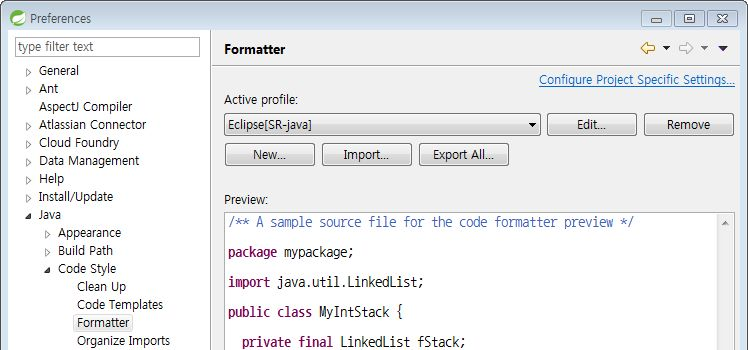 Preferences
type filter text
General
Ant
AspectJ Compiler
Atlassian Connector
Cloud Foundry
Data Management
Help
Install/Update
Java
Appearance
Build Path
Code Style
Clean Up
Code Templates
Formatter
Organize Imports
Formatter
Configure Project Specific Settings...
Active profile:
Eclipse[SR-java]
Edit...
Remove
New...
Import...
Export All...
Preview:
/** A sample source file for the code formatter preview */
package mypackage;
import java.util.LinkedList;
public class MyIntStack {
private final LinkedList fStack;